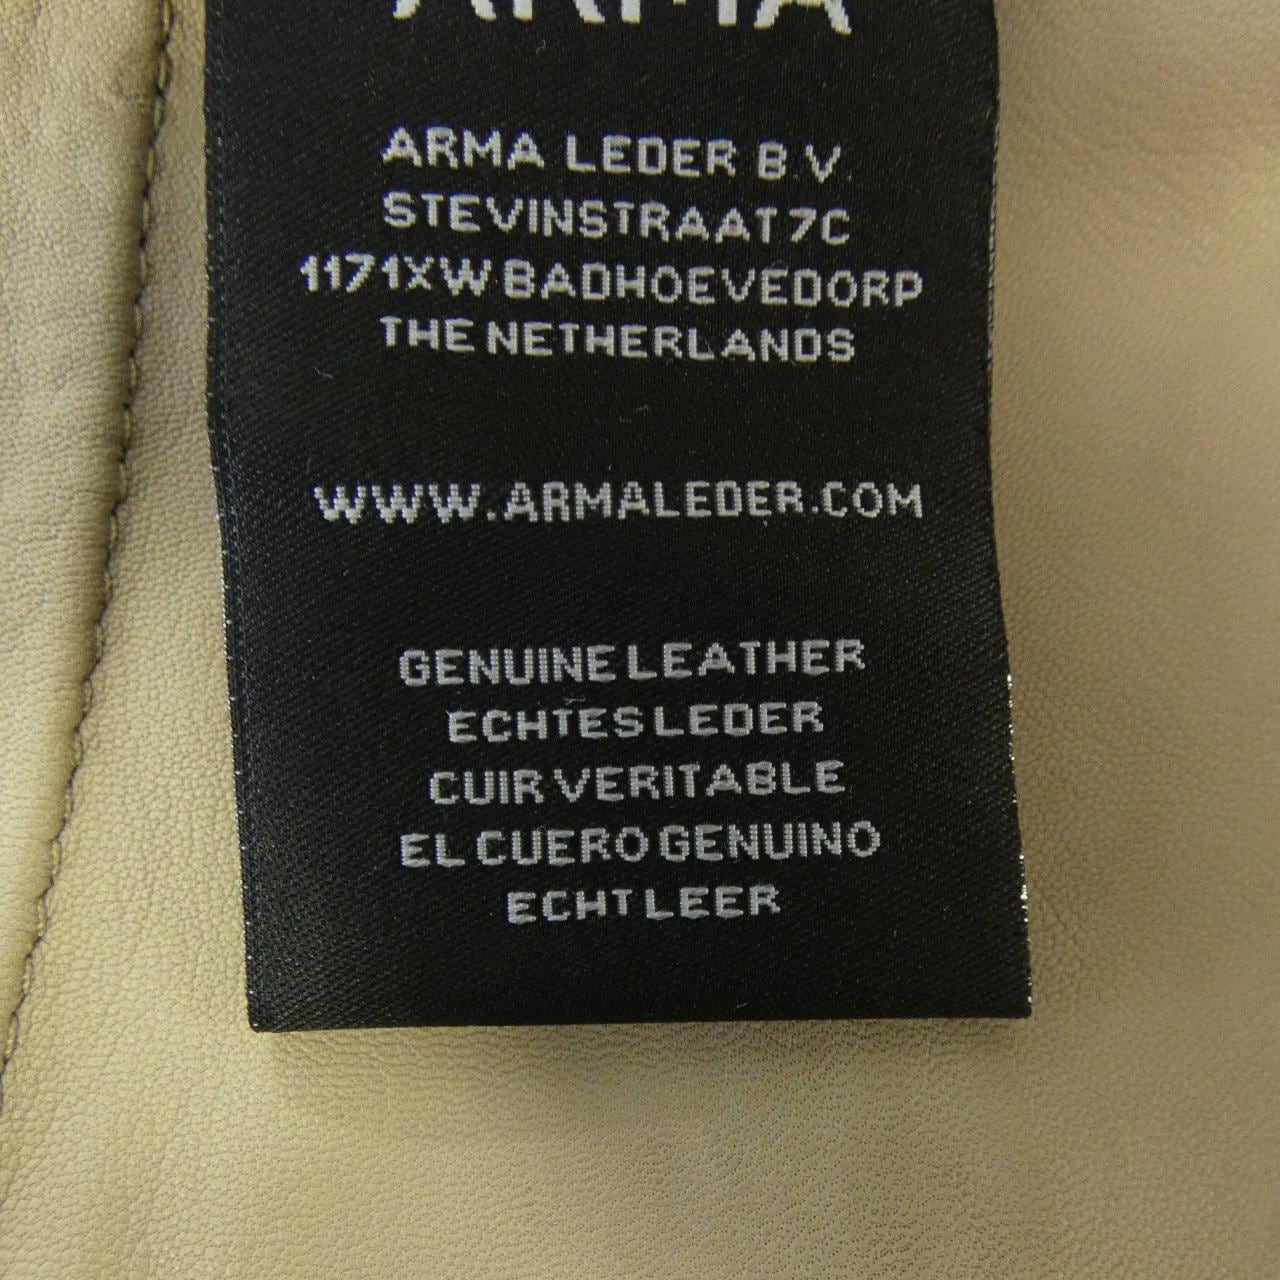 ARMA
ARMA LEDER B.V.
STEVINSTRAAT 7C
1171XW BADHOEVEDORP
THE NETHERLANDS
WWW.ARMALEDER.COM
GENUINE LEATHER
ECHTES LEDER
CUIR VERITABLE
EL CUERO GENUINO
ECHT LEER